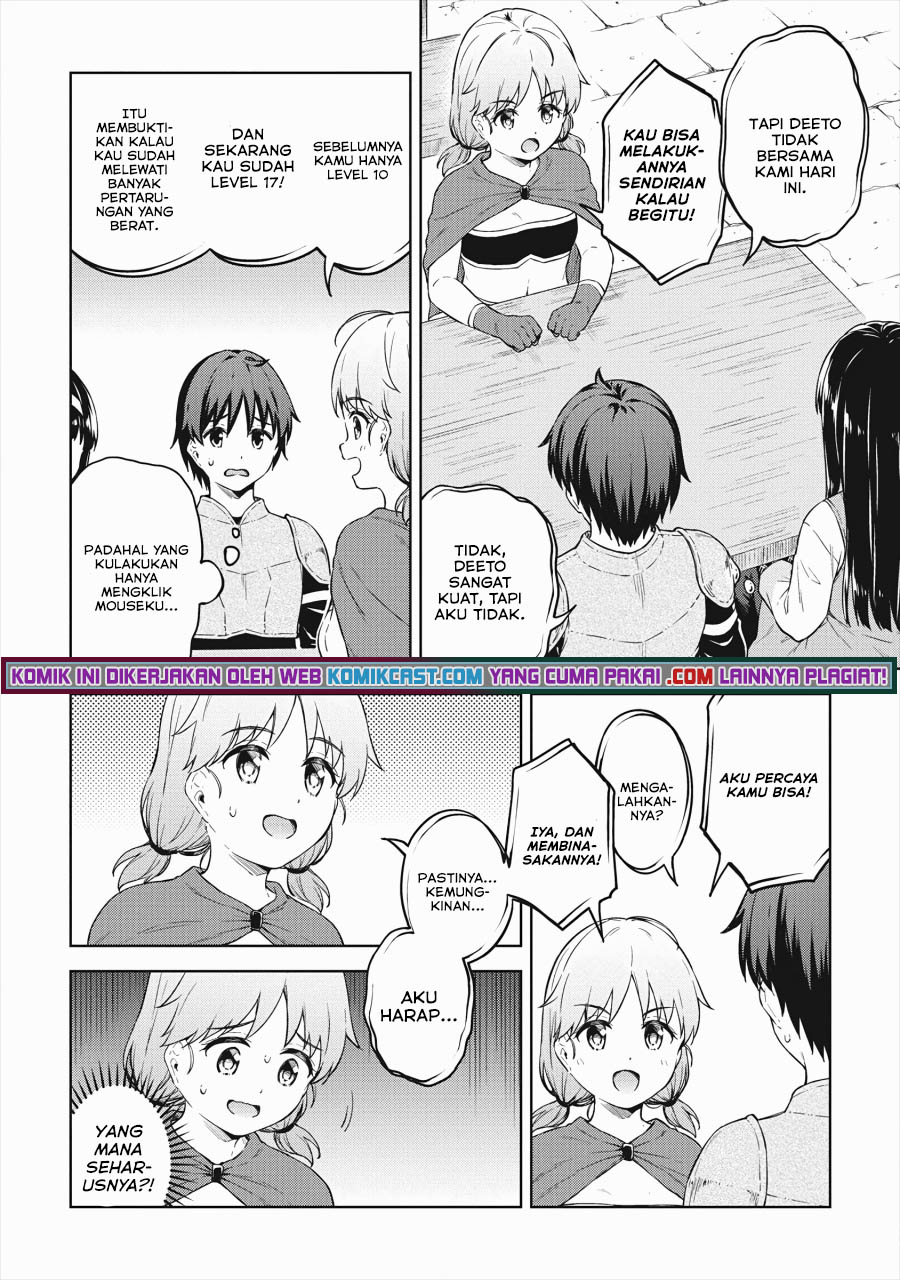 TAPI DEETO
TIDAK
BERSAMA
KAMI HARI
INI.
KAU BISA
MELAKUK-
ANNYA
SENDIRIAN
KALAU
BEGITU!
TIDAK,
DEETO
SANGAT
KUAT, TAPI
AKU TIDAK.
SEBELUMNYA
KAMU HANYA
LEVEL 10
DAN
SEKARANG
KAU SUDAH
LEVEL 17!
ITU
MEMBUKTI-
KAN KALAU
KAU SUDAH
MELEWATI
BANYAK
PERTARU-
NGAN YANG
BERAT.
PADAHAL YANG
KULAKUKAN
HANYA
MENGKLIK
MOUSEKU...
KOMIK INI DIKERJAKAN OLEH WEB KOMIKCAST.COM YANG CUMA PAKAI .COM LAINNYA PLAGIAT!
AKU PERCAYA
KAMU BISA!
MENGA-
LAHKAN-
NYA?
IYA, DAN
MEMBINA-
SAKANNYA!
PASTINYA...
KEMUNG-
KINAN...
AKU
HARAP...
YANG
MANA
SEHAR-
USNYA?!